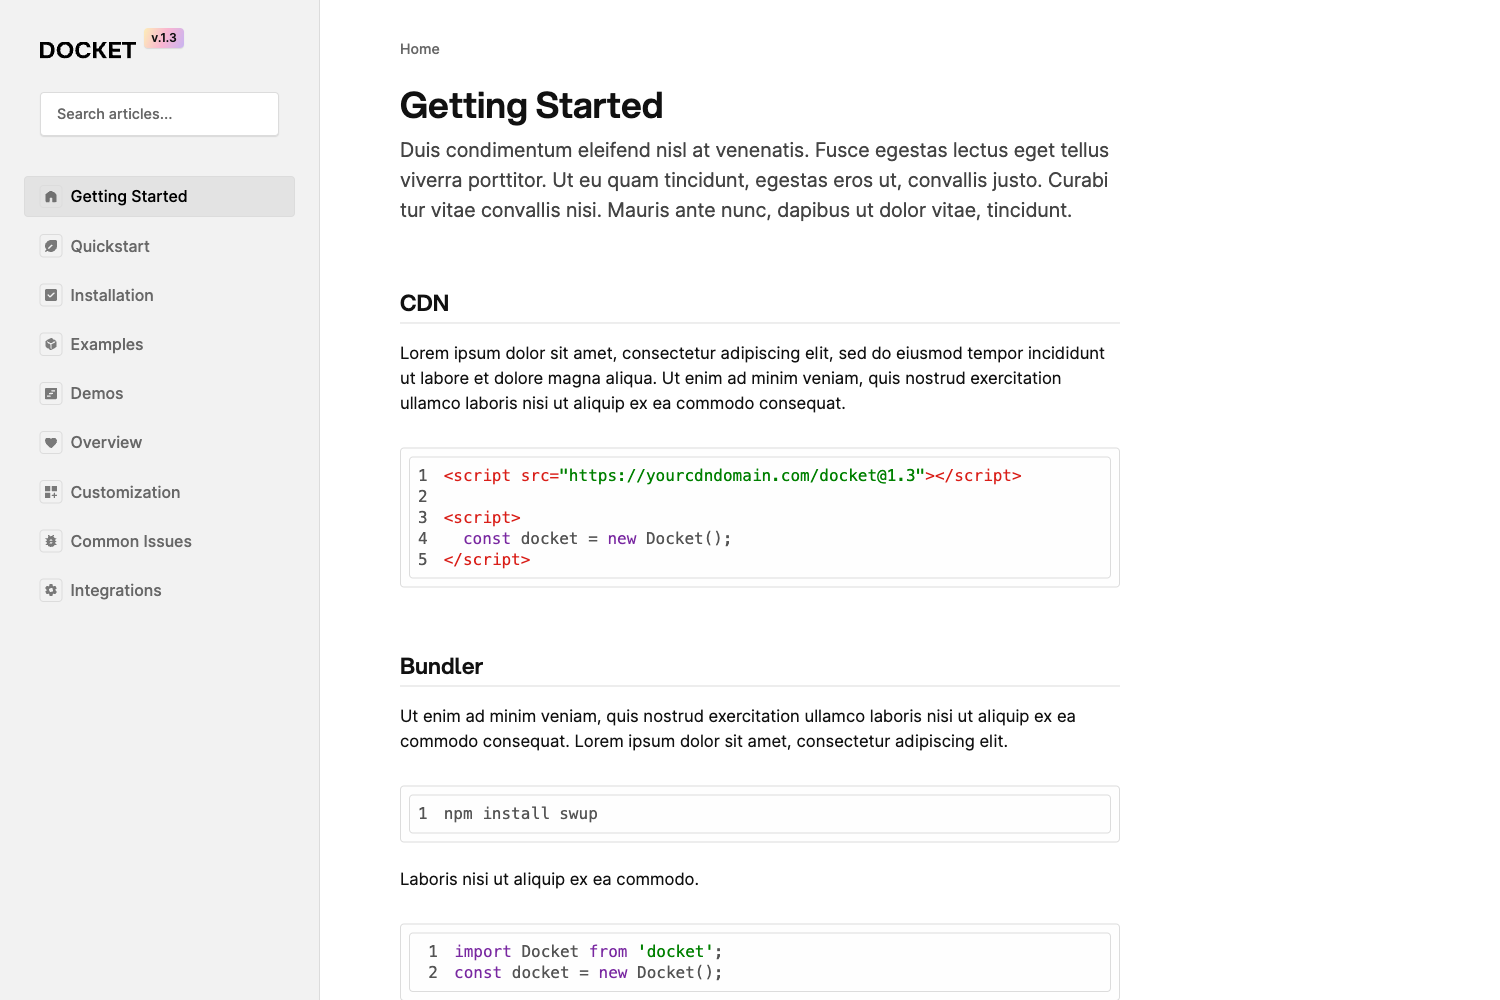 DOCKET v.1.3
Search articles...
Getting Started
Quickstart
Installation
Examples
Demos
Overview
Customization
Common Issues
Integrations
Home
Getting Started
Duis condimentum eleifend nisl at venenatis. Fusce egestas lectus eget tellus
viverra porttitor. Ut eu quam tincidunt, egestas eros ut, convallis justo. Curabi
tur vitae convallis nisi. Mauris ante nunc, dapibus ut dolor vitae, tincidunt.
CDN
Lorem ipsum dolor sit amet, consectetur adipiscing elit, sed do eiusmod tempor incididunt
ut labore et dolore magna aliqua. Ut enim ad minim veniam, quis nostrud exercitation
ullamco laboris nisi ut aliquip ex ea commodo consequat.
1 <script src="https://yourcdndomain.com/docket@1.3"></script>
2
3 <script>
4   const docket = new Docket();
5 </script>
Bundler
Ut enim ad minim veniam, quis nostrud exercitation ullamco laboris nisi ut aliquip ex ea
commodo consequat. Lorem ipsum dolor sit amet, consectetur adipiscing elit.
1 npm install swup
Laboris nisi ut aliquip ex ea commodo.
1 import Docket from 'docket';
2 const docket = new Docket();